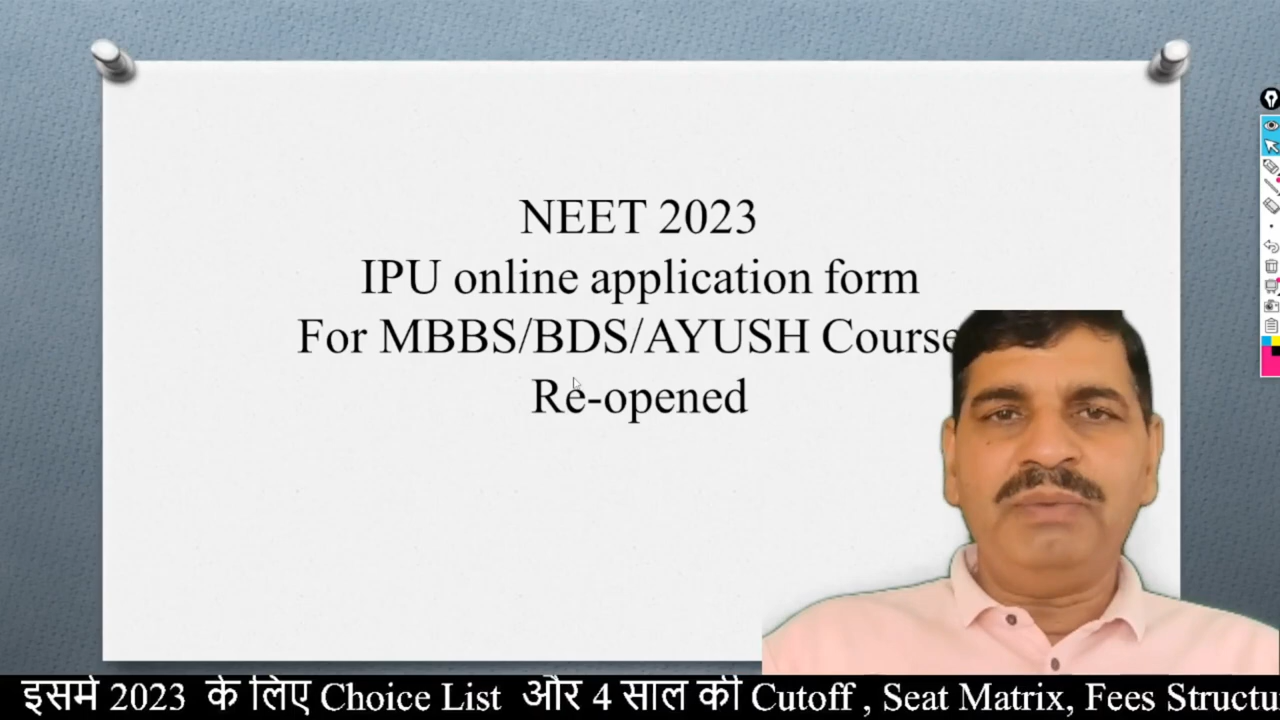 NEET 2023
IPU online application form
For MBBS/BDS/AYUSH Course
Re-opened
इसमें 2023 के लिए Choice List और 4 साल की Cutoff , Seat Matrix, Fees Structu